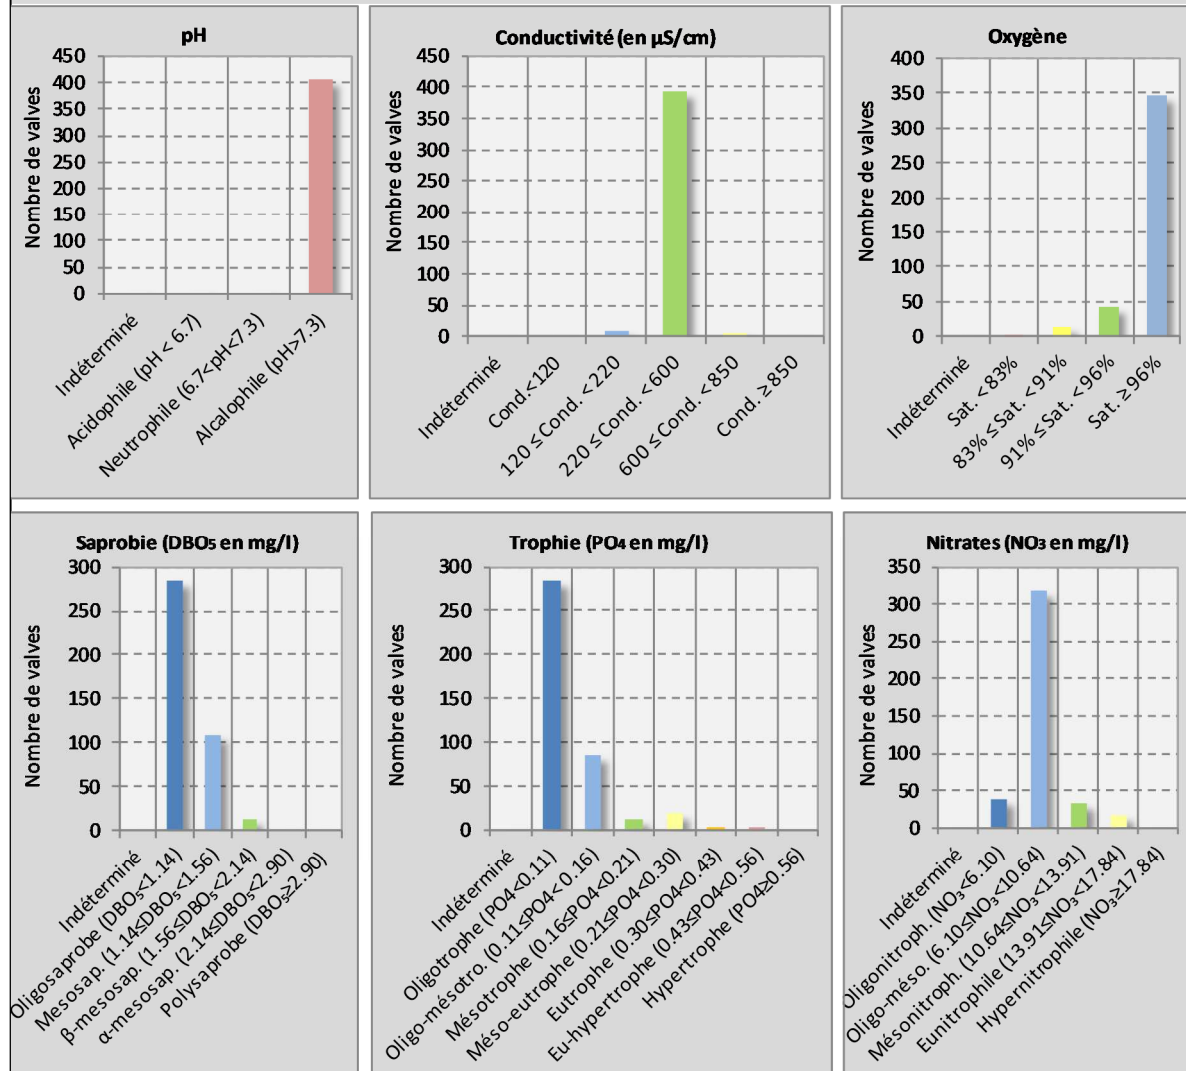 pH
Nombre de valves
450
400
350
300
250
200
150
100
50
0
Indéterminé
Acidophile (pH < 6.7)
Neutrophile (6.7<pH<7.3)
Alcalophile (pH>7.3)
Conductivité (en µS/cm)
Nombre de valves
450
400
350
300
250
200
150
100
50
0
Indéterminé
Cond.<120
120 ≤ Cond. < 220
220 ≤ Cond. < 600
600 ≤ Cond. < 850
Cond. ≥ 850
Oxygène
Nombre de valves
400
350
300
250
200
150
100
50
0
Indéterminé
Sat. < 83%
83% ≤ Sat. < 91%
91% ≤ Sat. < 96%
Sat. ≥ 96%
Saprobie (DBO₅ en mg/l)
Nombre de valves
300
250
200
150
100
50
0
Indéterminé
Oligosaprobe (DBO₅<1.14)
Mesosap. (1.14≤DBO₅<1.56)
β-mesosap. (1.56≤DBO₅<2.14)
α-mesosap. (2.14≤DBO₅<2.90)
Polysaprobe (DBO₅≥2.90)
Trophie (PO₄ en mg/l)
Nombre de valves
300
250
200
150
100
50
0
Indéterminé
Oligotrophe (PO4<0.11)
Oligo-mésotro. (0.11≤PO4< 0.16)
Mésotrophe (0.16≤PO4<0.21)
Méso-eutrophe (0.21≤PO4<0.30)
Eutrophe (0.30≤PO4<0.43)
Eu-hypertrophe (0.43≤PO4<0.56)
Hypertrophe (PO4≥0.56)
Nitrates (NO₃ en mg/l)
Nombre de valves
350
300
250
200
150
100
50
0
Indéterminé
Oligonitroph. (NO₃<6.10)
Oligo-méso. (6.10≤NO₃<10.64)
Mésonitroph. (10.64≤NO₃<13.91)
Eunitrophile (13.91≤NO₃<17.84)
Hypernitrophile (NO₃≥17.84)